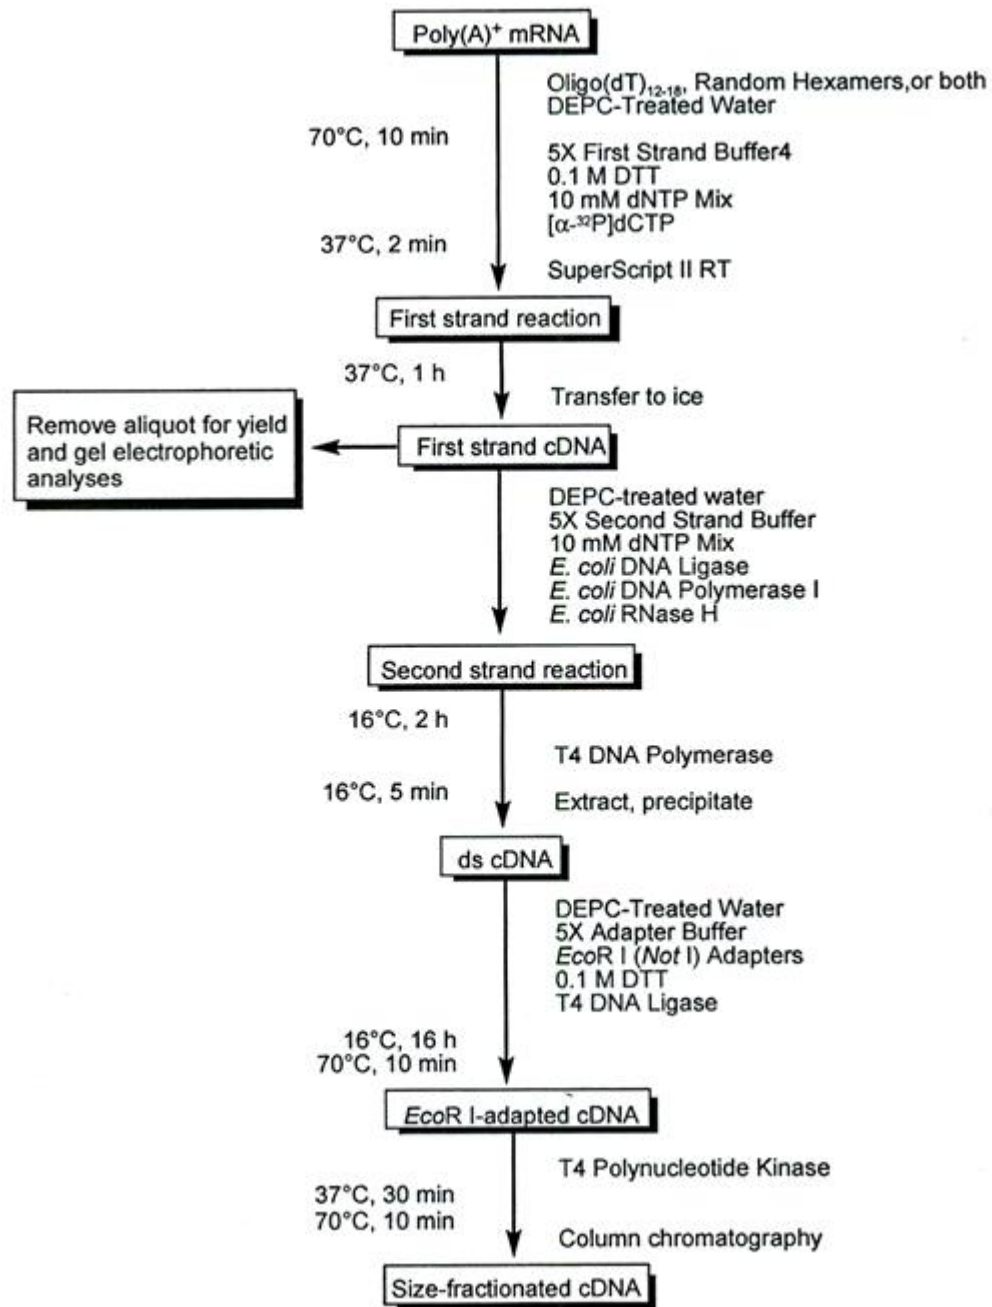 Poly(A)⁺ mRNA
Oligo(dT)₁₂₋₁₈, Random Hexamers,or both
DEPC-Treated Water
70°C, 10 min
5X First Strand Buffer4
0.1 M DTT
10 mM dNTP Mix
[α-³²P]dCTP
37°C, 2 min
SuperScript II RT
First strand reaction
37°C, 1 h
Transfer to ice
Remove aliquot for yield
and gel electrophoretic
analyses
First strand cDNA
DEPC-treated water
5X Second Strand Buffer
10 mM dNTP Mix
E. coli DNA Ligase
E. coli DNA Polymerase I
E. coli RNase H
Second strand reaction
16°C, 2 h
T4 DNA Polymerase
16°C, 5 min
Extract, precipitate
ds cDNA
DEPC-Treated Water
5X Adapter Buffer
EcoR I (Not I) Adapters
0.1 M DTT
T4 DNA Ligase
16°C, 16 h
70°C, 10 min
EcoR I-adapted cDNA
T4 Polynucleotide Kinase
37°C, 30 min
70°C, 10 min
Column chromatography
Size-fractionated cDNA